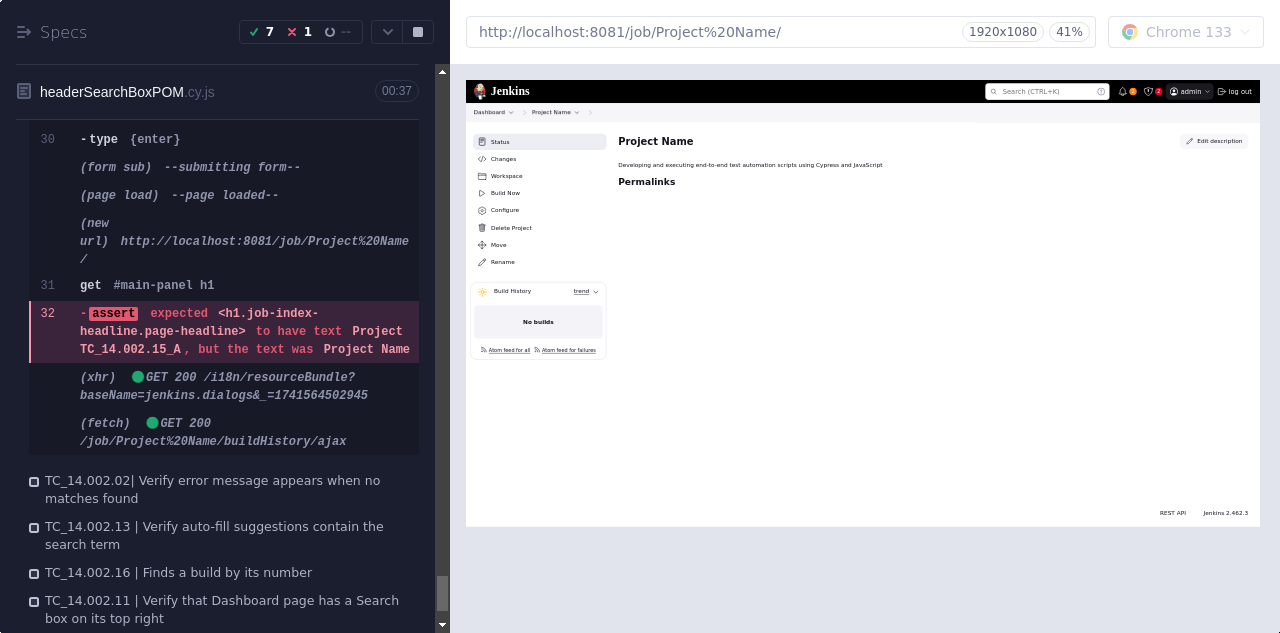 Specs
7
1
--
http://localhost:8081/job/Project%20Name/
1920x1080
41%
Chrome 133
headerSearchBoxPOM.cy.js
00:37
30 -type {enter}
(form sub) --submitting form--
(page load) --page loaded--
(new
url) http://localhost:8081/job/Project%20Name
/
31 get #main-panel h1
32 -assert expected <h1.job-index-
headline.page-headline> to have text Project
TC_14.002.15_A, but the text was Project Name
(xhr) GET 200 /i18n/resourceBundle?
baseName=jenkins.dialogs&_=1741564502945
(fetch) GET 200
/job/Project%20Name/buildHistory/ajax
TC_14.002.02| Verify error message appears when no
matches found
TC_14.002.13 | Verify auto-fill suggestions contain the
search term
TC_14.002.16 | Finds a build by its number
TC_14.002.11 | Verify that Dashboard page has a Search
box on its top right
Jenkins
Search (CTRL+K)
admin
log out
Dashboard
Project Name
Status
Changes
Workspace
Build Now
Configure
Delete Project
Move
Rename
Build History
trend
No builds
Atom feed for all
Atom feed for failures
Project Name
Edit description
Developing and executing end-to-end test automation scripts using Cypress and JavaScript
Permalinks
REST API
Jenkins 2.462.3